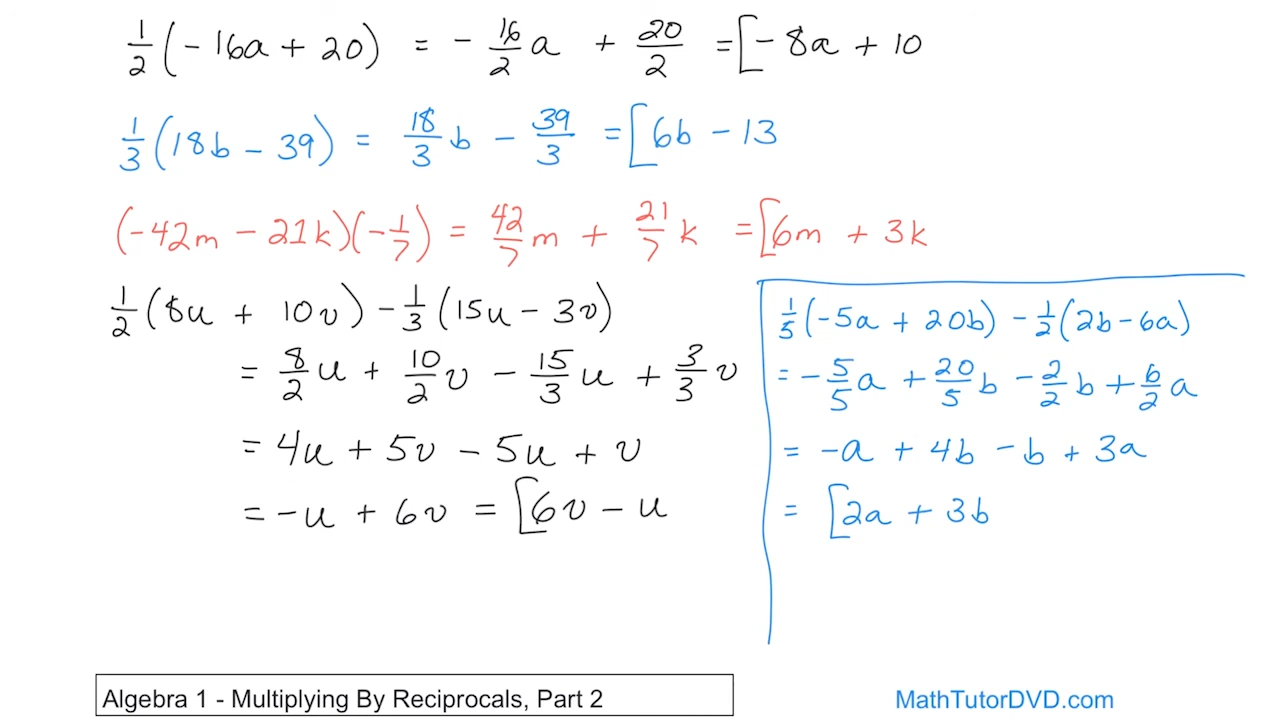 1/2(-16a + 20) = -16/2 a + 20/2 = [-8a + 10
1/3(18b - 39) = 18/3 b - 39/3 = [6b - 13
(-42m - 21k)(-1/7) = 42/7 m + 21/7 k = [6m + 3k
1/2(8u + 10v) - 1/3(15u - 3v)
= 8/2 u + 10/2 v - 15/3 u + 3/3 v
= 4u + 5v - 5u + v
= -u + 6v = [6v - u
1/5(-5a + 20b) - 1/2(2b - 6a)
= -5/5 a + 20/5 b - 2/2 b + 6/2 a
= -a + 4b - b + 3a
= [2a + 3b
Algebra 1 - Multiplying By Reciprocals, Part 2
MathTutorDVD.com